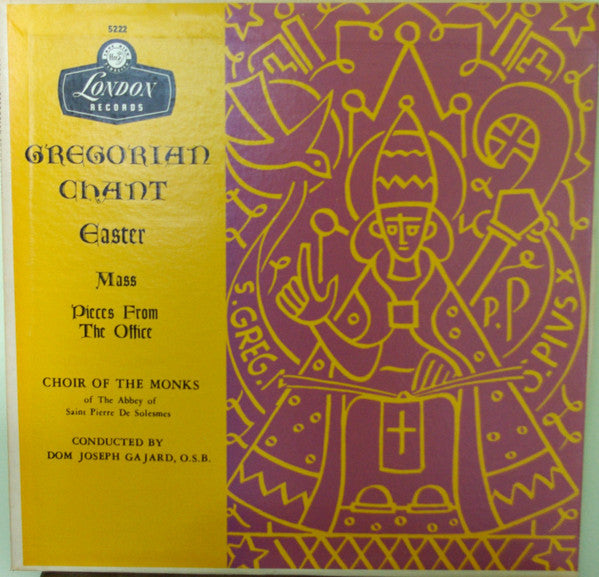 5222
LONDON
RECORDS
GREGORIAN
CHANT
Easter
Mass
Pieces From
The Office
CHOIR OF THE MONKS
of The Abbey of
Saint Pierre De Solesmes
CONDUCTED BY
DOM JOSEPH GAJARD, O.S.B.
S. GREG. I
P.P
S. PIVS X